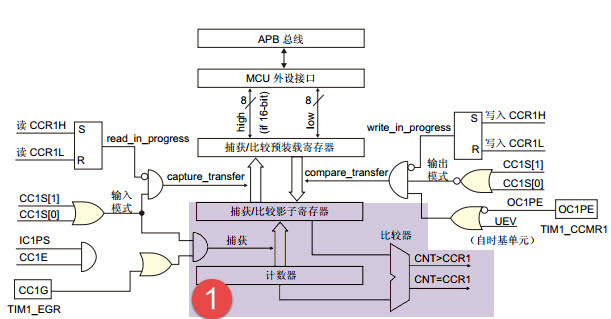 APB 总线
MCU 外设接口
8
8
high
(if 16-bit)
low
读 CCR1H
S
read_in_progress
读 CCR1L
R
write_in_progress
S
写入 CCR1H
R
写入 CCR1L
捕获/比较预装载寄存器
capture_transfer
compare_transfer
输出
模式
CC1S[1]
CC1S[0]
CC1S[1]
CC1S[0]
输入
模式
捕获/比较影子寄存器
OC1PE
OC1PE
UEV
TIM1_CCMR1
(自时基单元)
IC1PS
CC1E
捕获
比较器
CNT>CCR1
CNT=CCR1
计数器
CC1G
TIM1_EGR
1